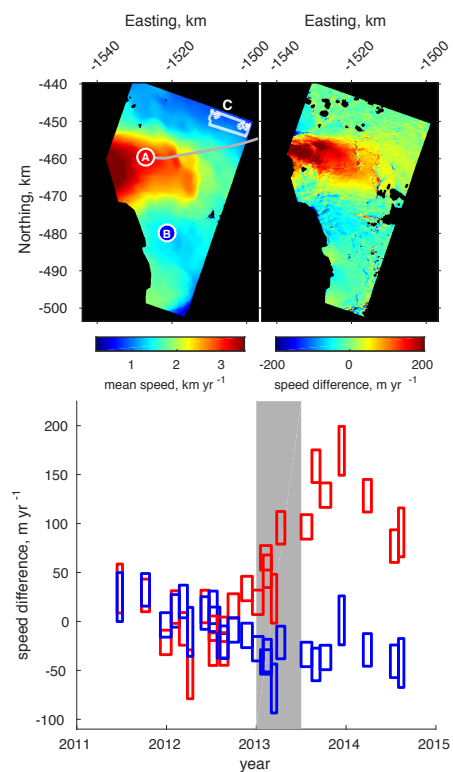 Easting, km Easting, km
-1540 -1520 -1500 -1540 -1520 -1500
Northing, km
-440
-450
-460
-470
-480
-490
-500
A
B
C
1 2 3
mean speed, km yr -1
-200 0 200
speed difference, m yr -1
speed difference, m yr -1
200
150
100
50
0
-50
-100
2011 2012 2013 2014 2015
year